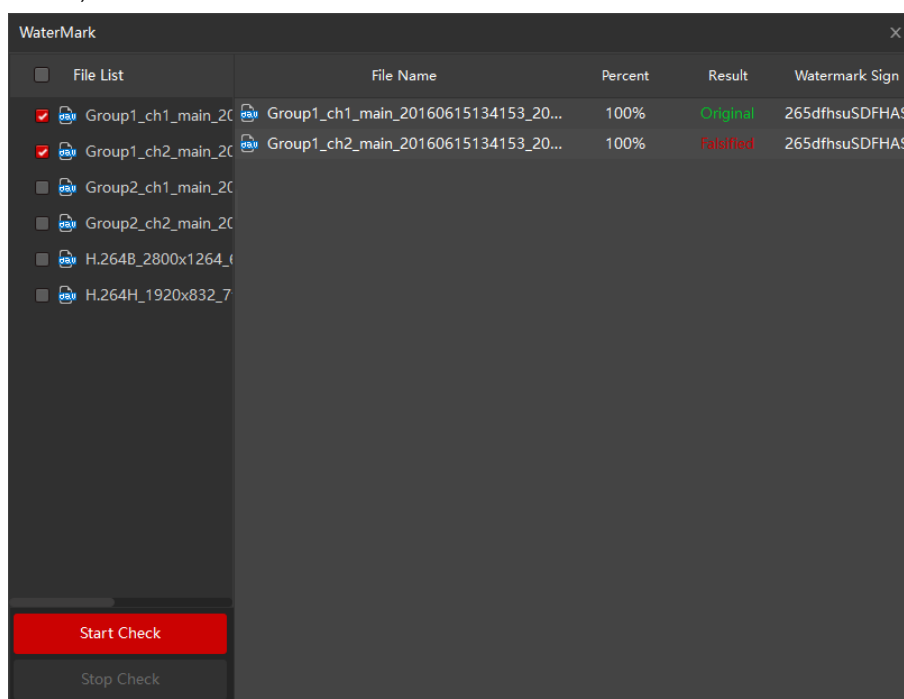 WaterMark
File List
File Name Percent Result Watermark Sign
Group1_ch1_main_20
Group1_ch2_main_20
Group2_ch1_main_20
Group2_ch2_main_20
H.264B_2800x1264_
H.264H_1920x832_7
Group1_ch1_main_20160615134153_20... 100% Original 265dfhsuSDFHAS
Group1_ch2_main_20160615134153_20... 100% Falsified 265dfhsuSDFHAS
Start Check
Stop Check